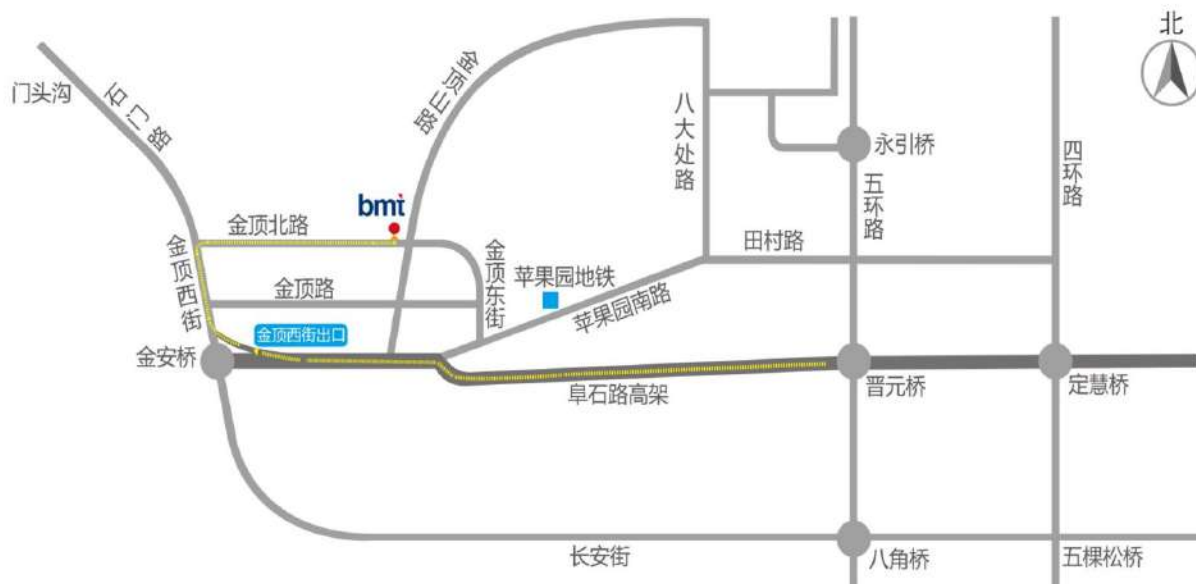 北
门头沟
石门路
金顶山路
八大处路
永引桥
五环路
四环路
bmt
金顶北路
金顶西街
金顶东街
苹果园地铁
田村路
金顶路
苹果园南路
金顶西街出口
金安桥
阜石路高架
晋元桥
定慧桥
长安街
八角桥
五棵松桥